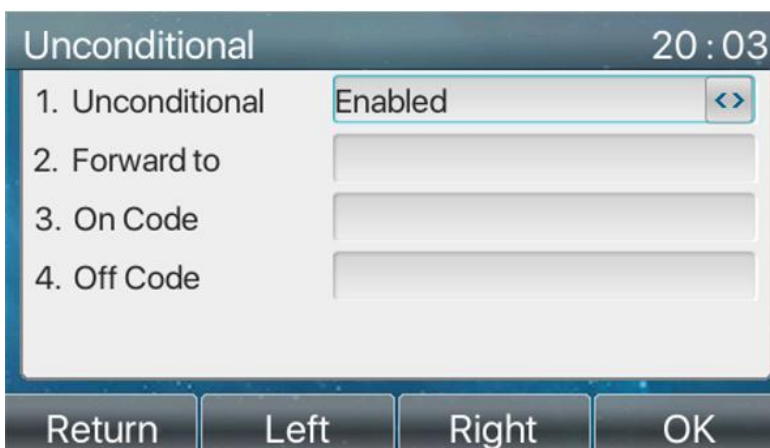 Unconditional 20:03
1. Unconditional Enabled <>
2. Forward to
3. On Code
4. Off Code
Return Left Right OK